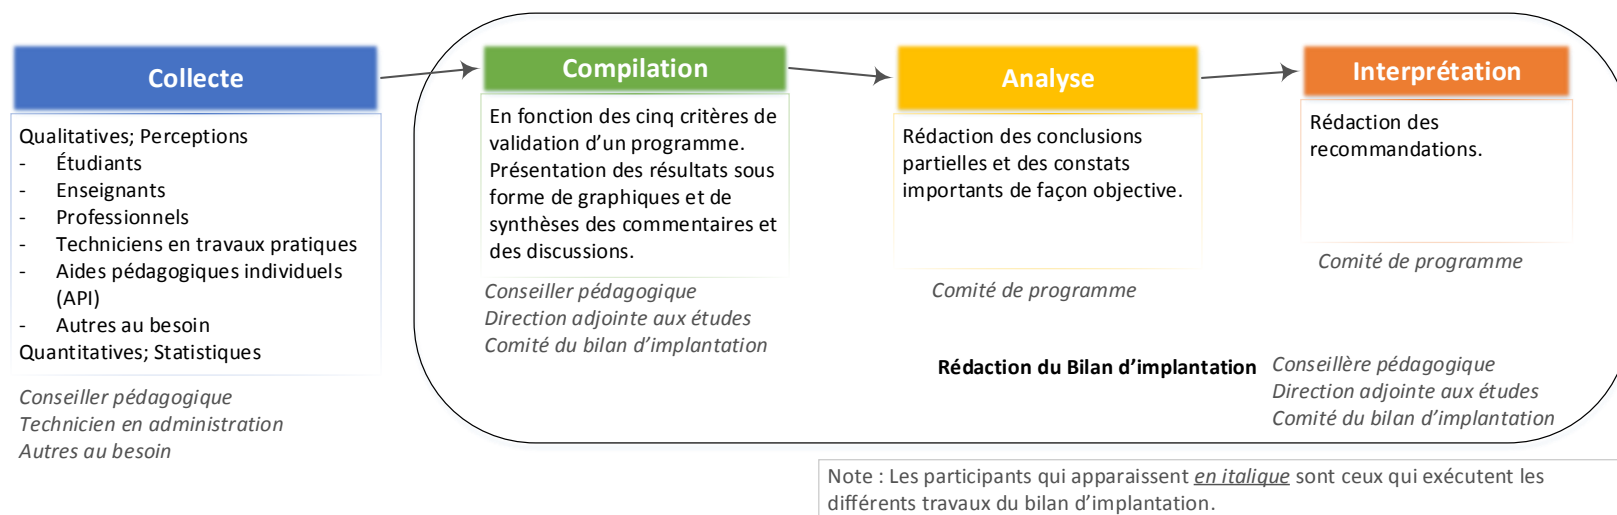 Collecte
Qualitatives; Perceptions
- Étudiants
- Enseignants
- Professionnels
- Techniciens en travaux pratiques
- Aides pédagogiques individuels
(API)
- Autres au besoin
Quantitatives; Statistiques
Conseiller pédagogique
Technicien en administration
Autres au besoin
Compilation
En fonction des cinq critères de
validation d’un programme.
Présentation des résultats sous
forme de graphiques et de
synthèses des commentaires et
des discussions.
Conseiller pédagogique
Direction adjointe aux études
Comité du bilan d’implantation
Analyse
Rédaction des conclusions
partielles et des constats
importants de façon objective.
Comité de programme
Interprétation
Rédaction des
recommandations.
Comité de programme
Rédaction du Bilan d’implantation
Conseillère pédagogique
Direction adjointe aux études
Comité du bilan d’implantation
Note : Les participants qui apparaissent en italique sont ceux qui exécutent les
différents travaux du bilan d’implantation.